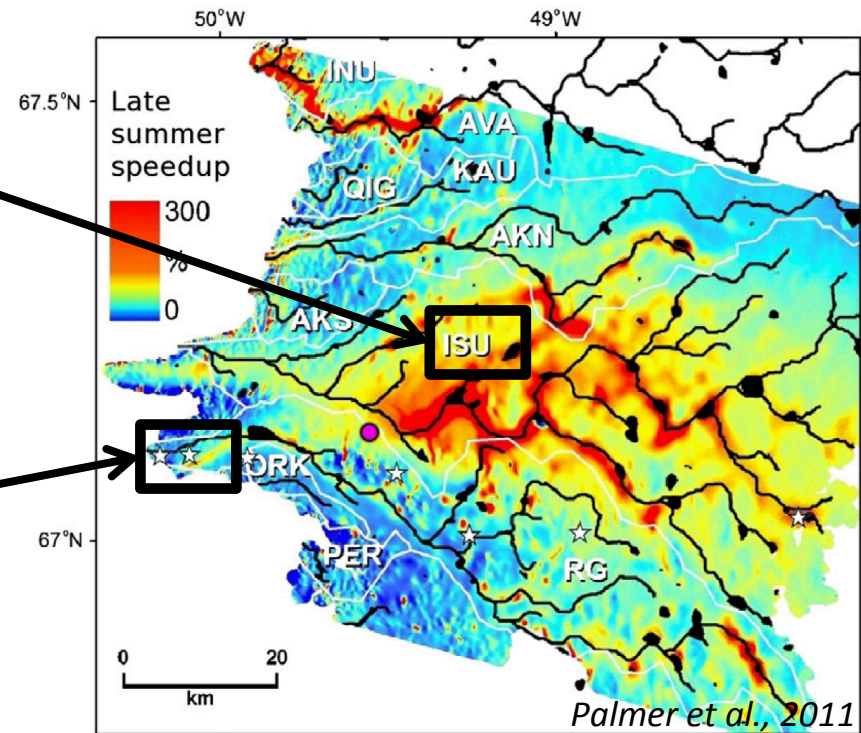 50°W
49°W
67.5°N
Late
summer
speedup
300
%
0
INU
AVA
KAU
QIG
AKN
AKS
ISU
ORK
67°N
PER
RG
0 20
km
Palmer et al., 2011